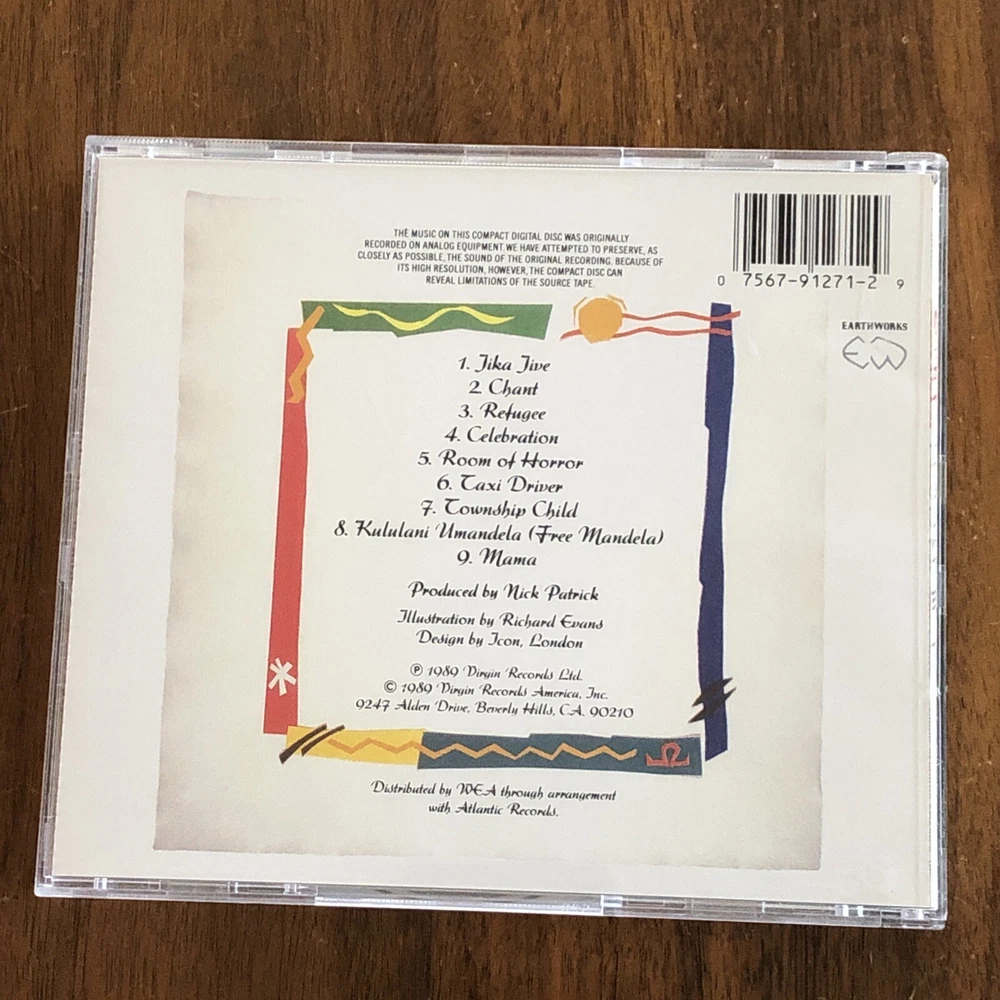 THE MUSIC ON THIS COMPACT DIGITAL DISC WAS ORIGINALLY
RECORDED ON ANALOG EQUIPMENT. WE HAVE ATTEMPTED TO PRESERVE, AS
CLOSELY AS POSSIBLE, THE SOUND OF THE ORIGINAL RECORDING. BECAUSE OF
ITS HIGH RESOLUTION, HOWEVER, THE COMPACT DISC CAN
REVEAL LIMITATIONS OF THE SOURCE TAPE.
0 7567-91271-2 9
EARTHWORKS
EW
1. Jika Jive
2. Chant
3. Refugee
4. Celebration
5. Room of Horror
6. Taxi Driver
7. Township Child
8. Kululani Umandela (Free Mandela)
9. Mama
Produced by Nick Patrick
Illustration by Richard Evans
Design by Icon, London
℗ 1989 Virgin Records Ltd.
© 1989 Virgin Records America, Inc.
9247 Alden Drive, Beverly Hills, CA. 90210
Distributed by WEA through arrangement
with Atlantic Records.